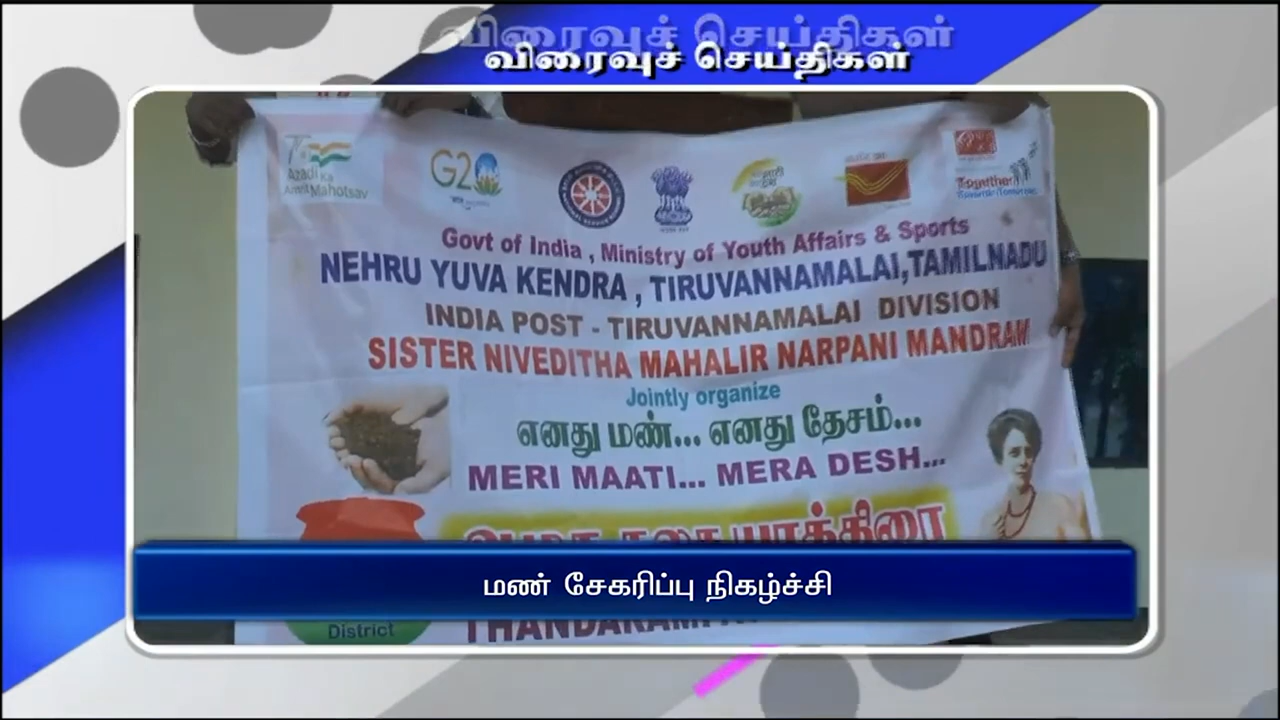 விரைவுச் செய்திகள்
விரைவுச் செய்திகள்
Azadi Ka
Amrit Mahotsav
G20
Govt of India , Ministry of Youth Affairs & Sports
NEHRU YUVA KENDRA , TIRUVANNAMALAI,TAMILNADU
INDIA POST - TIRUVANNAMALAI DIVISION
SISTER NIVEDITHA MAHALIR NARPANI MANDRAM
Jointly organize
எனது மண்... எனது தேசம்...
MERI MAATI... MERA DESH...
யாத்திரை
மண் சேகரிப்பு நிகழ்ச்சி
District